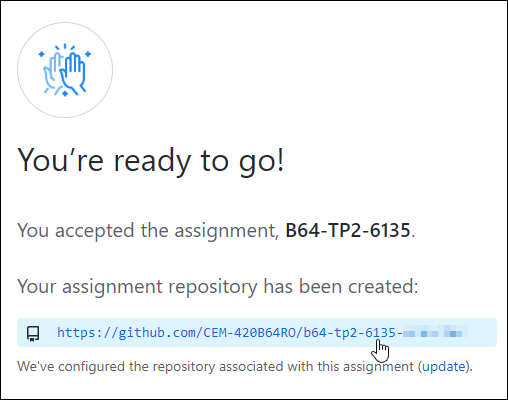 You’re ready to go!
You accepted the assignment, B64-TP2-6135.
Your assignment repository has been created:
https://github.com/CEM-420B64RO/b64-tp2-6135-
We've configured the repository associated with this assignment (update).